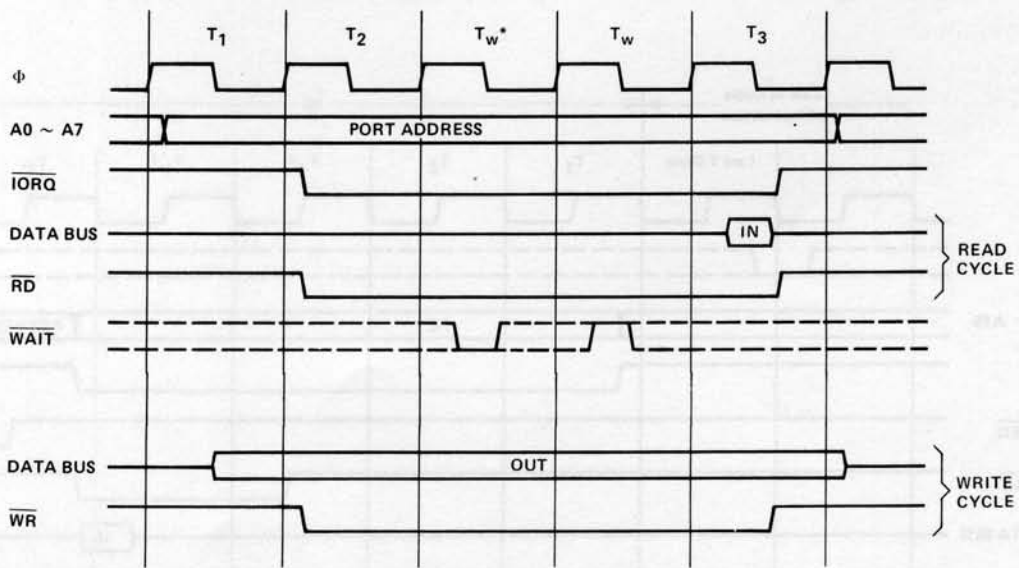 T1 T2 Tw* Tw T3
Φ
A0 ~ A7 PORT ADDRESS
IORQ
DATA BUS IN
RD
READ
CYCLE
WAIT
DATA BUS OUT
WR
WRITE
CYCLE